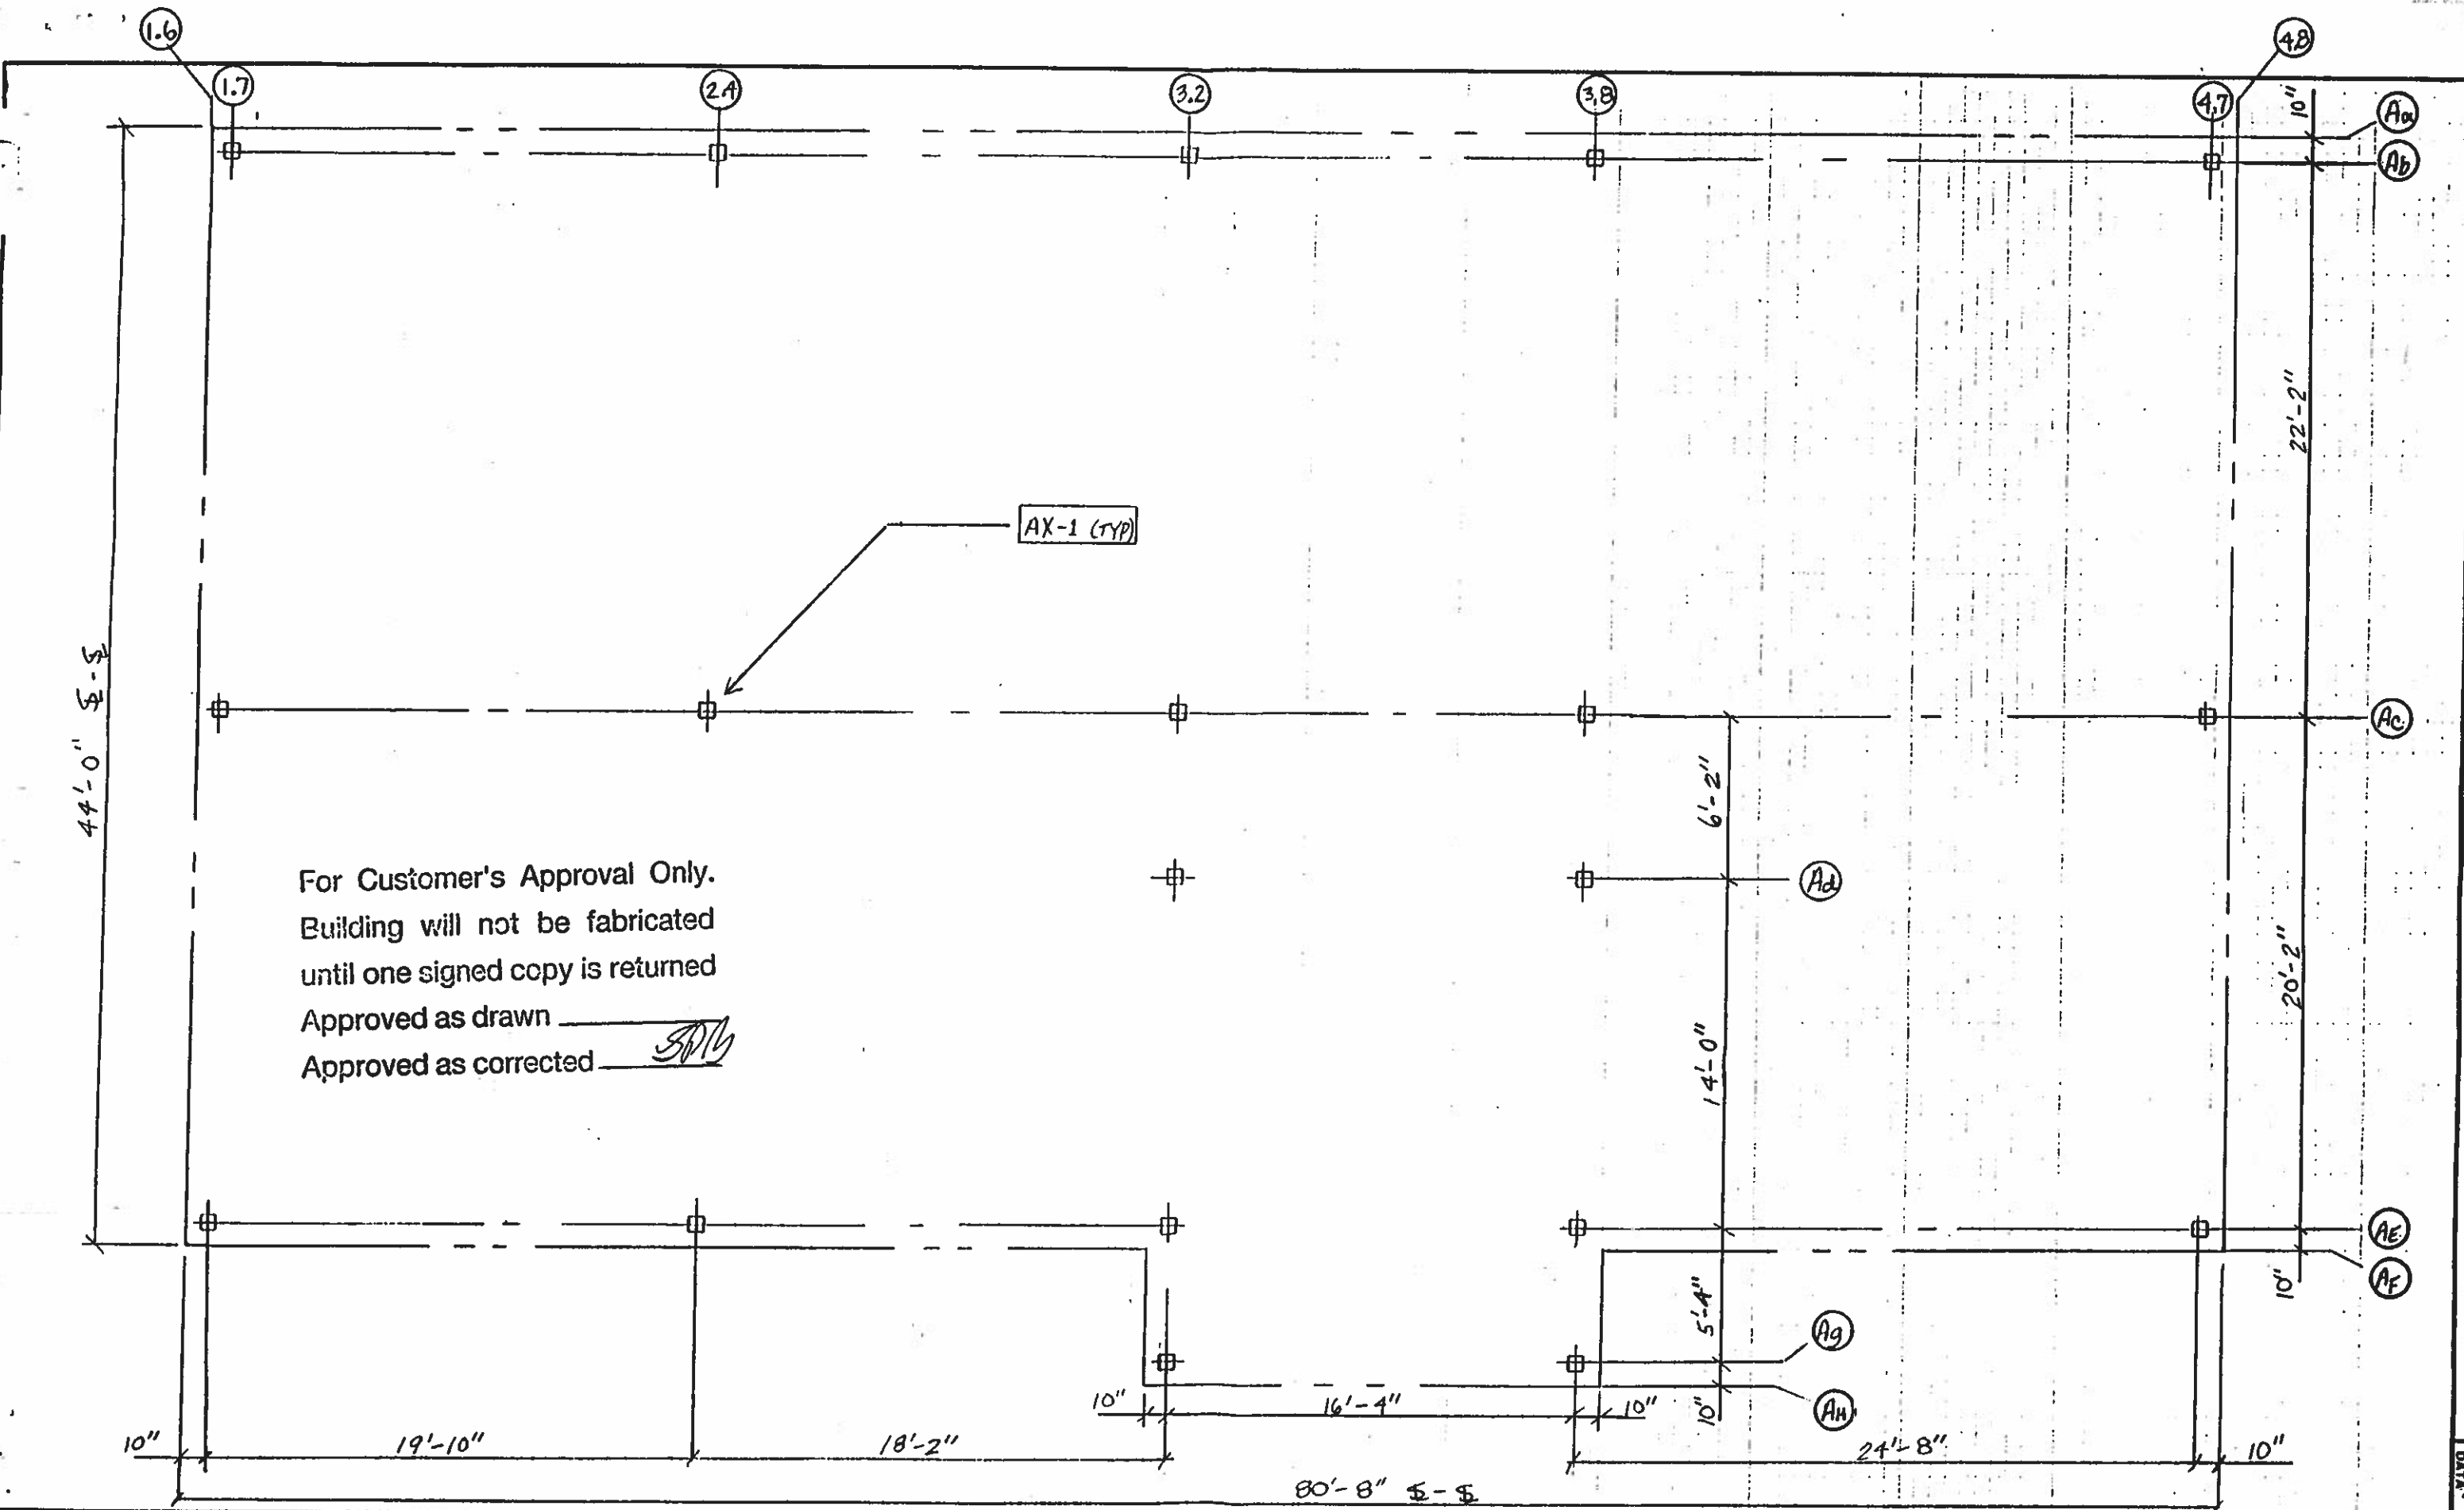 1.6
4.8
1.7
2.4
3.2
3.8
4.7
10"
Aa
Ab
22'-2"
AX-1 (TYP)
44'-0"
Ac
6'-2"
Ad
For Customer's Approval Only.
Building will not be fabricated
until one signed copy is returned
Approved as drawn
Approved as corrected
14'-0"
20'-2"
AE
AF
10"
5'-4"
Ag
AH
10"
16'-4"
10"
10"
10"
19'-10"
18'-2"
24'-8"
10"
80'-8"